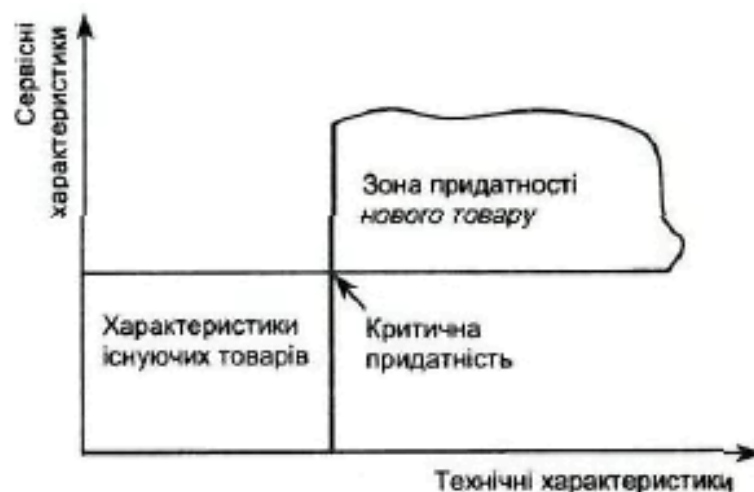 Сервісні
характеристики
Зона придатності
нового товару
Характеристики
існуючих товарів
Критична
придатність
Технічні характеристики